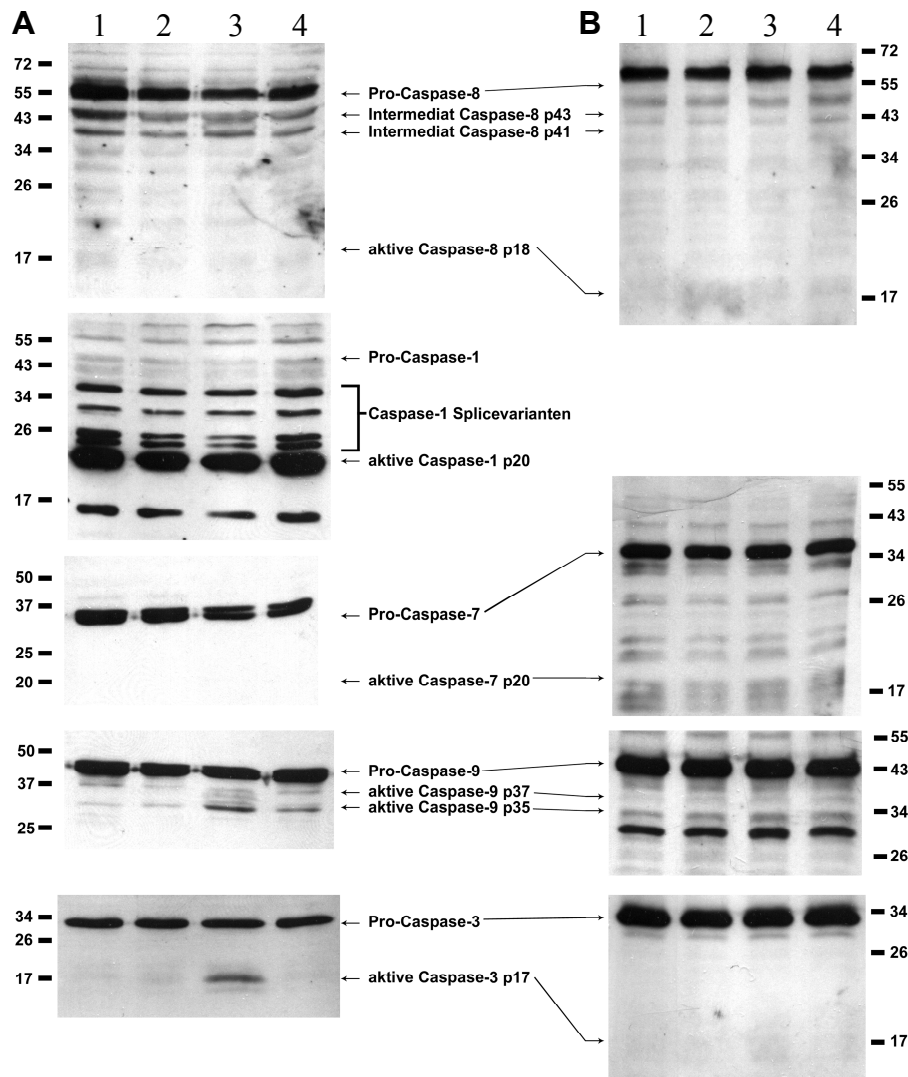 A 1 2 3 4 B 1 2 3 4
72
55
43
34
26
17
← Pro-Caspase-8
← Intermediat Caspase-8 p43
← Intermediat Caspase-8 p41
← aktive Caspase-8 p18
72
55
43
34
26
17
55
43
34
26
17
← Pro-Caspase-1
Caspase-1 Splicevarianten
← aktive Caspase-1 p20
50
37
25
20
← Pro-Caspase-7
← aktive Caspase-7 p20
55
43
34
26
17
50
37
25
← Pro-Caspase-9
← aktive Caspase-9 p37
← aktive Caspase-9 p35
55
43
34
26
34
26
17
← Pro-Caspase-3
← aktive Caspase-3 p17
34
26
17